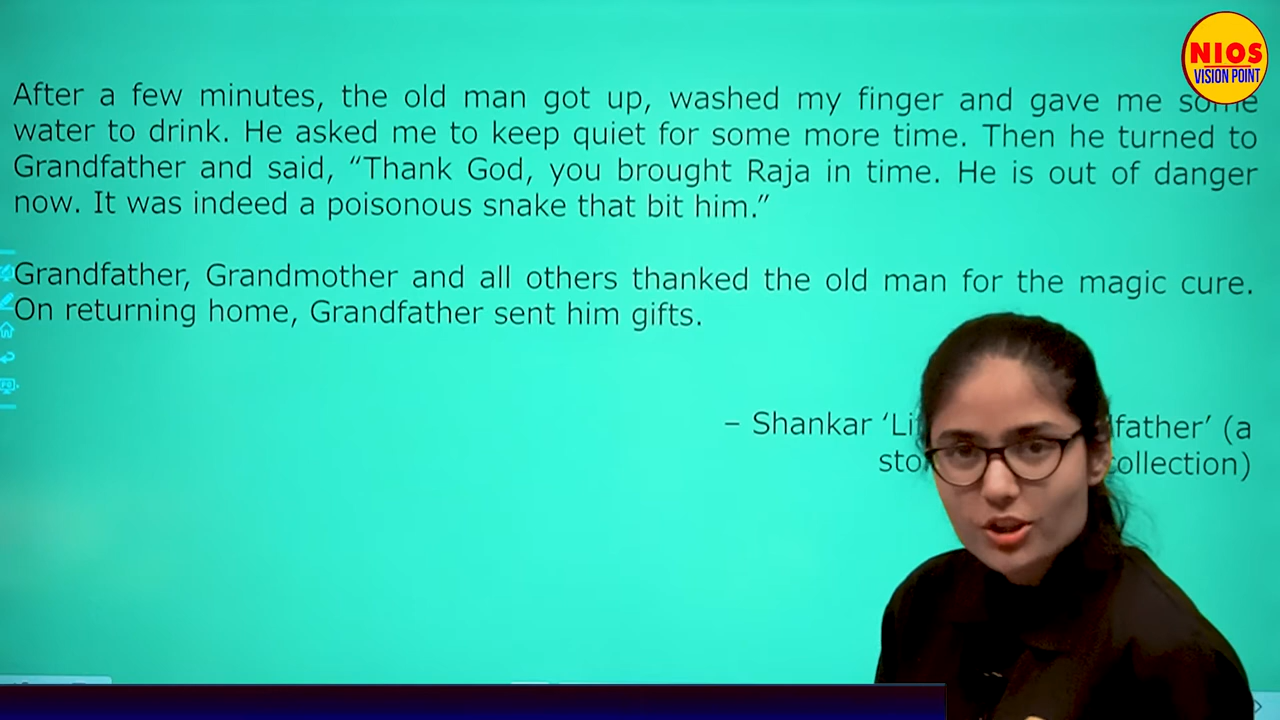 NIOS
VISION POINT
After a few minutes, the old man got up, washed my finger and gave me some
water to drink. He asked me to keep quiet for some more time. Then he turned to
Grandfather and said, “Thank God, you brought Raja in time. He is out of danger
now. It was indeed a poisonous snake that bit him.”
Grandfather, Grandmother and all others thanked the old man for the magic cure.
On returning home, Grandfather sent him gifts.
– Shankar ‘ (a